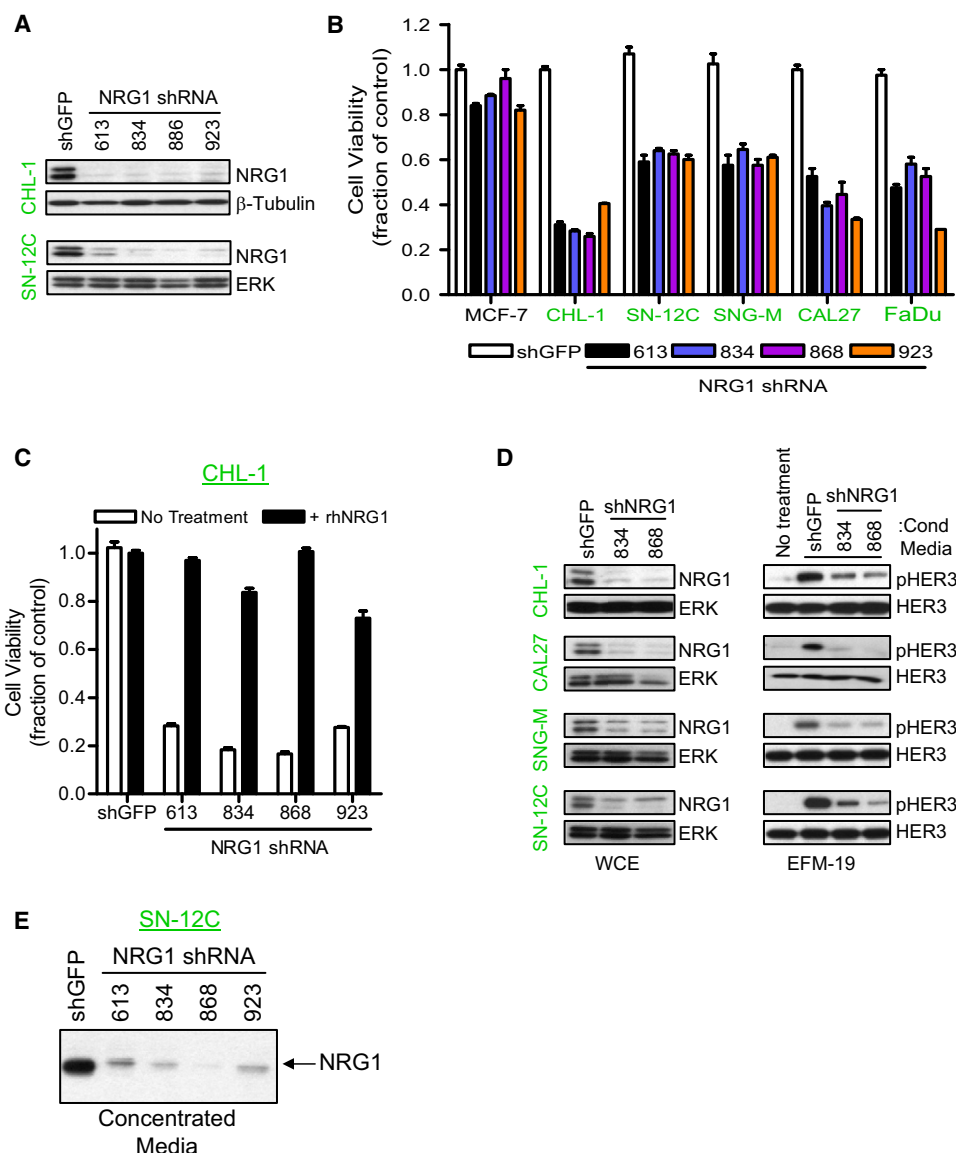 A
NRG1 shRNA
shGFP 613 834 886 923
CHL-1
NRG1
β-Tubulin
SN-12C
NRG1
ERK
B
Cell Viability
(fraction of control)
1.2
1.0
0.8
0.6
0.4
0.2
0.0
MCF-7 CHL-1 SN-12C SNG-M CAL27 FaDu
shGFP 613 834 868 923
NRG1 shRNA
C
CHL-1
No Treatment + rhNRG1
Cell Viability
(fraction of control)
1.0
0.8
0.6
0.4
0.2
0.0
shGFP 613 834 868 923
NRG1 shRNA
D
shNRG1
shGFP 834 868
No treatment shGFP 834 868
shNRG1
:Cond
Media
CHL-1
NRG1 pHER3
ERK HER3
CAL27
NRG1 pHER3
ERK HER3
SNG-M
NRG1 pHER3
ERK HER3
SN-12C
NRG1 pHER3
ERK HER3
WCE EFM-19
E
SN-12C
NRG1 shRNA
shGFP 613 834 868 923
NRG1
Concentrated
Media